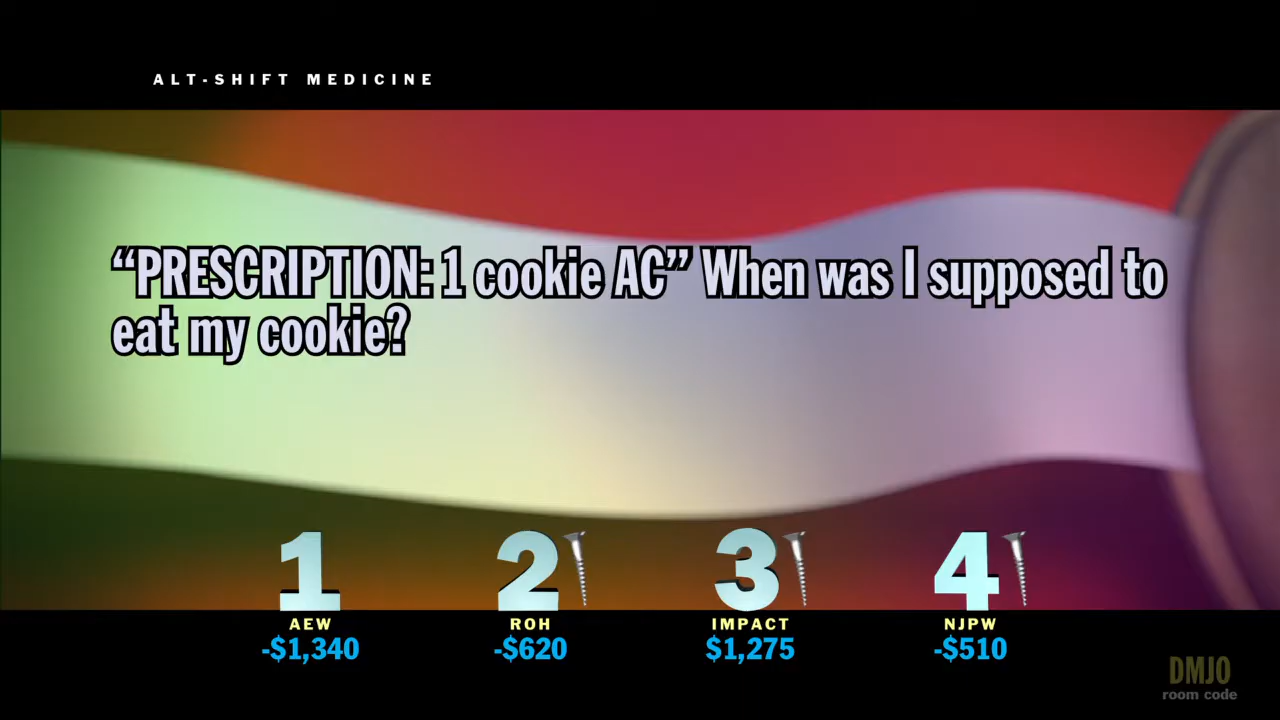 ALT-SHIFT MEDICINE
“PRESCRIPTION: 1 cookie AC” When was I supposed to
eat my cookie?
1 2 3 4
AEW ROH IMPACT NJPW
-$1,340 -$620 $1,275 -$510
DMJO
room code